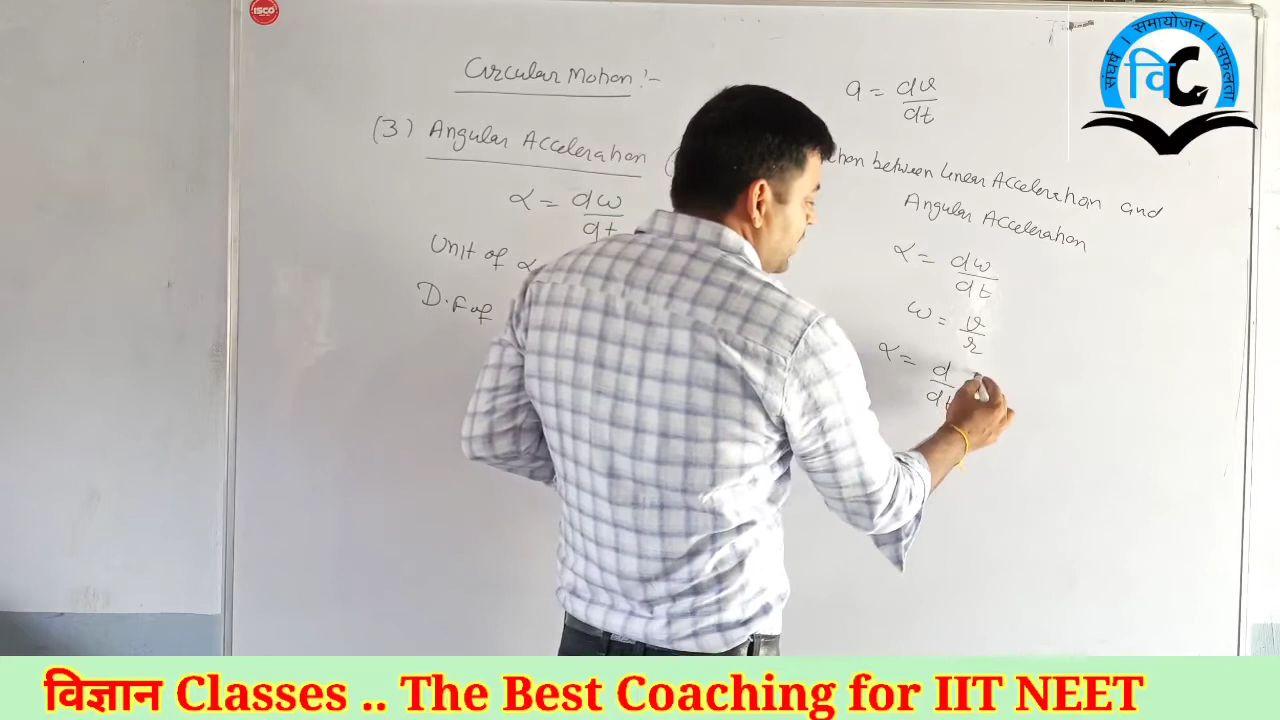 ISCO
संघर्ष । समायोजन । सफलता
वि C
Circular Motion :-
(3) Angular Acceleration
α = dω/dt
Unit of α
D.F of
a = dv/dt
between Linear Acceleration and
Angular Acceleration
α = dω/dt
ω = v/r
α = d/dt
विज्ञान Classes .. The Best Coaching for IIT NEET